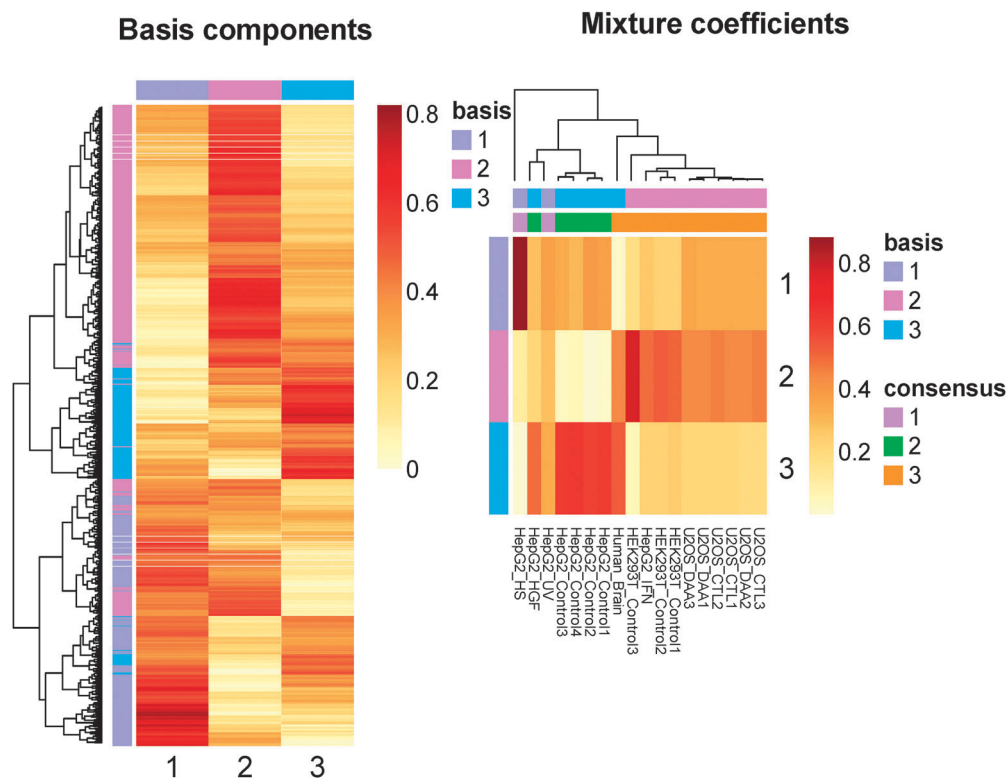 Basis components
Mixture coefficients
0.8
0.6
0.4
0.2
0
basis
1
2
3
1
2
3
1
2
3
0.8
0.6
0.4
0.2
basis
1
2
3
consensus
1
2
3
HepG2_HS
HepG2_HGF
HepG2_UV
HepG2_Control3
HepG2_Control4
HepG2_Control2
HepG2_Control1
Human_Brain
HEK293T_Control3
HepG2_IFN
HEK293T_Control2
HEK293T_Control1
U2OS_DAA3
U2OS_DAA1
U2OS_CTL2
U2OS_CTL1
U2OS_DAA2
U2OS_CTL3